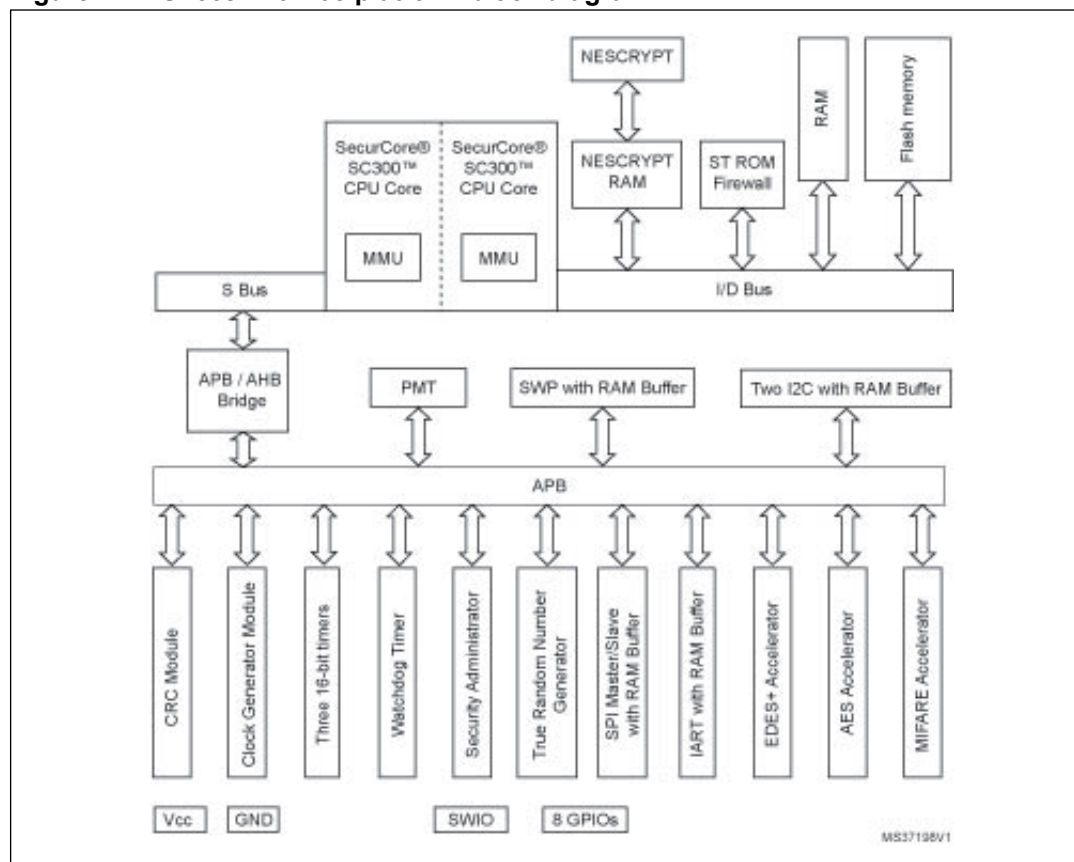 NESCRYPT
RAM
Flash memory
SecurCore®
SC300™
CPU Core
SecurCore®
SC300™
CPU Core
NESCRYPT
RAM
ST ROM
Firewall
MMU
MMU
S Bus
I/D Bus
APB / AHB
Bridge
PMT
SWP with RAM Buffer
Two I2C with RAM Buffer
APB
CRC Module
Clock Generator Module
Three 16-bit timers
Watchdog Timer
Security Administrator
True Random Number
Generator
SPI Master/Slave
with RAM Buffer
IART with RAM Buffer
EDES+ Accelerator
AES Accelerator
MIFARE Accelerator
Vcc
GND
SWIO
8 GPIOs
MS37198V1